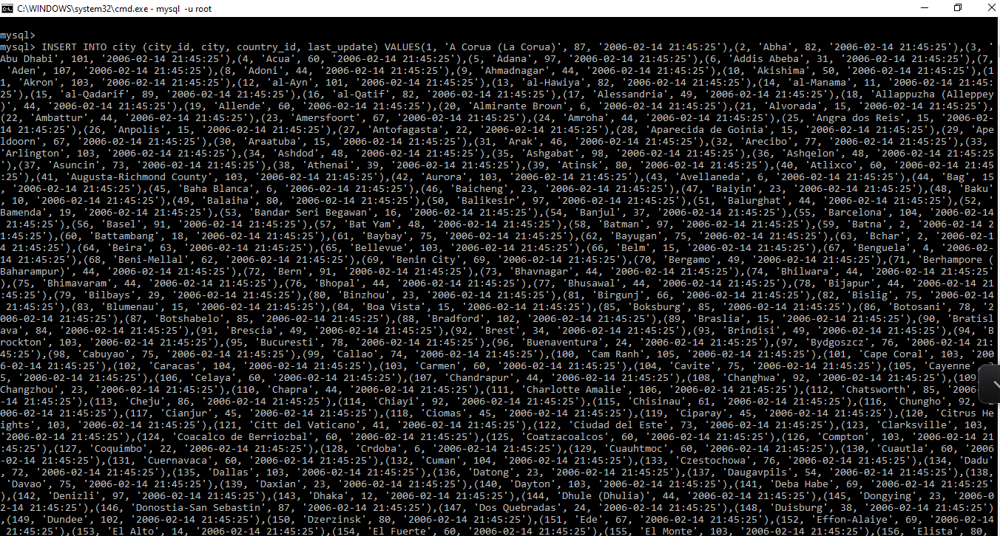 C:\WINDOWS\system32\cmd.exe - mysql  -u root
mysql>
mysql> INSERT INTO city (city_id, city, country_id, last_update) VALUES(1, 'A Corua (La Corua)', 87, '2006-02-14 21:45:25'),(2, 'Abha', 82, '2006-02-14 21:45:25'),(3, '
Abu Dhabi', 101, '2006-02-14 21:45:25'),(4, 'Acua', 60, '2006-02-14 21:45:25'),(5, 'Adana', 97, '2006-02-14 21:45:25'),(6, 'Addis Abeba', 31, '2006-02-14 21:45:25'),(7,
 'Aden', 107, '2006-02-14 21:45:25'),(8, 'Adoni', 44, '2006-02-14 21:45:25'),(9, 'Ahmadnagar', 44, '2006-02-14 21:45:25'),(10, 'Akishima', 50, '2006-02-14 21:45:25'),(1
1, 'Akron', 103, '2006-02-14 21:45:25'),(12, 'al-Ayn', 101, '2006-02-14 21:45:25'),(13, 'al-Hawiya', 82, '2006-02-14 21:45:25'),(14, 'al-Manama', 11, '2006-02-14 21:45:
25'),(15, 'al-Qadarif', 89, '2006-02-14 21:45:25'),(16, 'al-Qatif', 82, '2006-02-14 21:45:25'),(17, 'Alessandria', 49, '2006-02-14 21:45:25'),(18, 'Allappuzha (Alleppey
)', 44, '2006-02-14 21:45:25'),(19, 'Allende', 60, '2006-02-14 21:45:25'),(20, 'Almirante Brown', 6, '2006-02-14 21:45:25'),(21, 'Alvorada', 15, '2006-02-14 21:45:25'),
(22, 'Ambattur', 44, '2006-02-14 21:45:25'),(23, 'Amersfoort', 67, '2006-02-14 21:45:25'),(24, 'Amroha', 44, '2006-02-14 21:45:25'),(25, 'Angra dos Reis', 15, '2006-02-
14 21:45:25'),(26, 'Anpolis', 15, '2006-02-14 21:45:25'),(27, 'Antofagasta', 22, '2006-02-14 21:45:25'),(28, 'Aparecida de Goinia', 15, '2006-02-14 21:45:25'),(29, 'Ape
ldoorn', 67, '2006-02-14 21:45:25'),(30, 'Araatuba', 15, '2006-02-14 21:45:25'),(31, 'Arak', 46, '2006-02-14 21:45:25'),(32, 'Arecibo', 77, '2006-02-14 21:45:25'),(33,
'Arlington', 103, '2006-02-14 21:45:25'),(34, 'Ashdod', 48, '2006-02-14 21:45:25'),(35, 'Ashgabat', 98, '2006-02-14 21:45:25'),(36, 'Ashqelon', 48, '2006-02-14 21:45:25
'),(37, 'Asuncin', 73, '2006-02-14 21:45:25'),(38, 'Athenai', 39, '2006-02-14 21:45:25'),(39, 'Atinsk', 80, '2006-02-14 21:45:25'),(40, 'Atlixco', 60, '2006-02-14 21:45
:25'),(41, 'Augusta-Richmond County', 103, '2006-02-14 21:45:25'),(42, 'Aurora', 103, '2006-02-14 21:45:25'),(43, 'Avellaneda', 6, '2006-02-14 21:45:25'),(44, 'Bag', 15
, '2006-02-14 21:45:25'),(45, 'Baha Blanca', 6, '2006-02-14 21:45:25'),(46, 'Baicheng', 23, '2006-02-14 21:45:25'),(47, 'Baiyin', 23, '2006-02-14 21:45:25'),(48, 'Baku'
, 10, '2006-02-14 21:45:25'),(49, 'Balaiha', 80, '2006-02-14 21:45:25'),(50, 'Balikesir', 97, '2006-02-14 21:45:25'),(51, 'Balurghat', 44, '2006-02-14 21:45:25'),(52, '
Bamenda', 19, '2006-02-14 21:45:25'),(53, 'Bandar Seri Begawan', 16, '2006-02-14 21:45:25'),(54, 'Banjul', 37, '2006-02-14 21:45:25'),(55, 'Barcelona', 104, '2006-02-14
 21:45:25'),(56, 'Basel', 91, '2006-02-14 21:45:25'),(57, 'Bat Yam', 48, '2006-02-14 21:45:25'),(58, 'Batman', 97, '2006-02-14 21:45:25'),(59, 'Batna', 2, '2006-02-14 2
1:45:25'),(60, 'Battambang', 18, '2006-02-14 21:45:25'),(61, 'Baybay', 75, '2006-02-14 21:45:25'),(62, 'Bayugan', 75, '2006-02-14 21:45:25'),(63, 'Bchar', 2, '2006-02-1
4 21:45:25'),(64, 'Beira', 63, '2006-02-14 21:45:25'),(65, 'Bellevue', 103, '2006-02-14 21:45:25'),(66, 'Belm', 15, '2006-02-14 21:45:25'),(67, 'Benguela', 4, '2006-02-
14 21:45:25'),(68, 'Beni-Mellal', 62, '2006-02-14 21:45:25'),(69, 'Benin City', 69, '2006-02-14 21:45:25'),(70, 'Bergamo', 49, '2006-02-14 21:45:25'),(71, 'Berhampore (
Baharampur)', 44, '2006-02-14 21:45:25'),(72, 'Bern', 91, '2006-02-14 21:45:25'),(73, 'Bhavnagar', 44, '2006-02-14 21:45:25'),(74, 'Bhilwara', 44, '2006-02-14 21:45:25'
),(75, 'Bhimavaram', 44, '2006-02-14 21:45:25'),(76, 'Bhopal', 44, '2006-02-14 21:45:25'),(77, 'Bhusawal', 44, '2006-02-14 21:45:25'),(78, 'Bijapur', 44, '2006-02-14 21
:45:25'),(79, 'Bilbays', 29, '2006-02-14 21:45:25'),(80, 'Binzhou', 23, '2006-02-14 21:45:25'),(81, 'Birgunj', 66, '2006-02-14 21:45:25'),(82, 'Bislig', 75, '2006-02-14
 21:45:25'),(83, 'Blumenau', 15, '2006-02-14 21:45:25'),(84, 'Boa Vista', 15, '2006-02-14 21:45:25'),(85, 'Boksburg', 85, '2006-02-14 21:45:25'),(86, 'Botosani', 78, '2
006-02-14 21:45:25'),(87, 'Botshabelo', 85, '2006-02-14 21:45:25'),(88, 'Bradford', 102, '2006-02-14 21:45:25'),(89, 'Braslia', 15, '2006-02-14 21:45:25'),(90, 'Bratisl
ava', 84, '2006-02-14 21:45:25'),(91, 'Brescia', 49, '2006-02-14 21:45:25'),(92, 'Brest', 34, '2006-02-14 21:45:25'),(93, 'Brindisi', 49, '2006-02-14 21:45:25'),(94, 'B
rockton', 103, '2006-02-14 21:45:25'),(95, 'Bucuresti', 78, '2006-02-14 21:45:25'),(96, 'Buenaventura', 24, '2006-02-14 21:45:25'),(97, 'Bydgoszcz', 76, '2006-02-14 21:
45:25'),(98, 'Cabuyao', 75, '2006-02-14 21:45:25'),(99, 'Callao', 74, '2006-02-14 21:45:25'),(100, 'Cam Ranh', 105, '2006-02-14 21:45:25'),(101, 'Cape Coral', 103, '200
6-02-14 21:45:25'),(102, 'Caracas', 104, '2006-02-14 21:45:25'),(103, 'Carmen', 60, '2006-02-14 21:45:25'),(104, 'Cavite', 75, '2006-02-14 21:45:25'),(105, 'Cayenne',
5, '2006-02-14 21:45:25'),(106, 'Celaya', 60, '2006-02-14 21:45:25'),(107, 'Chandrapur', 44, '2006-02-14 21:45:25'),(108, 'Changhwa', 92, '2006-02-14 21:45:25'),(109
Changzhou', 23, '2006-02-14 21:45:25'),(110, 'Chapra', 44, '2006-02-14 21:45:25'),(111, 'Charlotte Amalie', 106, '2006-02-14 21:45:25'),(112, 'Chatsworth', 85, '2006
-14 21:45:25'),(113, 'Cheju', 86, '2006-02-14 21:45:25'),(114, 'Chiayi', 92, '2006-02-14 21:45:25'),(115, 'Chisinau', 61, '2006-02-14 21:45:25'),(116, 'Chungho', 92, '2
006-02-14 21:45:25'),(117, 'Cianjur', 45, '2006-02-14 21:45:25'),(118, 'Ciomas', 45, '2006-02-14 21:45:25'),(119, 'Ciparay', 45, '2006-02-14 21:45:25'),(120, 'Citrus He
ights', 103, '2006-02-14 21:45:25'),(121, 'Citt del Vaticano', 41, '2006-02-14 21:45:25'),(122, 'Ciudad del Este', 73, '2006-02-14 21:45:25'),(123, 'Clarksville', 103,
'2006-02-14 21:45:25'),(124, 'Coacalco de Berriozbal', 60, '2006-02-14 21:45:25'),(125, 'Coatzacoalcos', 60, '2006-02-14 21:45:25'),(126, 'Compton', 103, '2006-02-14 21
:45:25'),(127, 'Coquimbo', 22, '2006-02-14 21:45:25'),(128, 'Crdoba', 6, '2006-02-14 21:45:25'),(129, 'Cuauhtmoc', 60, '2006-02-14 21:45:25'),(130, 'Cuautla', 60, '2006
-02-14 21:45:25'),(131, 'Cuernavaca', 60, '2006-02-14 21:45:25'),(132, 'Cuman', 104, '2006-02-14 21:45:25'),(133, 'Czestochowa', 76, '2006-02-14 21:45:25'),(134, 'Dadu'
, 72, '2006-02-14 21:45:25'),(135, 'Dallas', 103, '2006-02-14 21:45:25'),(136, 'Datong', 23, '2006-02-14 21:45:25'),(137, 'Daugavpils', 54, '2006-02-14 21:45:25'),(138,
 'Davao', 75, '2006-02-14 21:45:25'),(139, 'Daxian', 23, '2006-02-14 21:45:25'),(140, 'Dayton', 103, '2006-02-14 21:45:25'),(141, 'Deba Habe', 69, '2006-02-14 21:45:25'
),(142, 'Denizli', 97, '2006-02-14 21:45:25'),(143, 'Dhaka', 12, '2006-02-14 21:45:25'),(144, 'Dhule (Dhulia)', 44, '2006-02-14 21:45:25'),(145, 'Dongying', 23, '2006-0
2-14 21:45:25'),(146, 'Donostia-San Sebastin', 87, '2006-02-14 21:45:25'),(147, 'Dos Quebradas', 24, '2006-02-14 21:45:25'),(148, 'Duisburg', 38, '2006-02-14 21:45:25')
,(149, 'Dundee', 102, '2006-02-14 21:45:25'),(150, 'Dzerzinsk', 80, '2006-02-14 21:45:25'),(151, 'Ede', 67, '2006-02-14 21:45:25'),(152, 'Effon-Alaiye', 69, '2006-02-14
 21:45:25'),(153, 'El Alto', 14, '2006-02-14 21:45:25'),(154, 'El Fuerte', 60, '2006-02-14 21:45:25'),(155, 'El Monte', 103, '2006-02-14 21:45:25'),(156, 'Elista', 80,